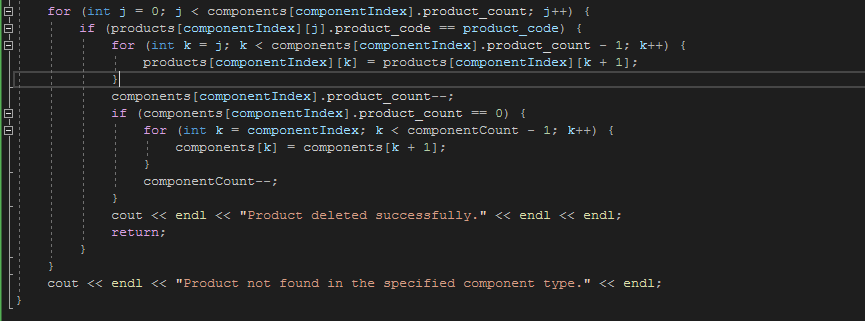 for (int j = 0; j < components[componentIndex].product_count; j++) {
if (products[componentIndex][j].product_code == product_code) {
for (int k = j; k < components[componentIndex].product_count - 1; k++) {
products[componentIndex][k] = products[componentIndex][k + 1];
}
components[componentIndex].product_count--;
if (components[componentIndex].product_count == 0) {
for (int k = componentIndex; k < componentCount - 1; k++) {
components[k] = components[k + 1];
}
componentCount--;
}
cout << endl << "Product deleted successfully." << endl << endl;
return;
}
}
cout << endl << "Product not found in the specified component type." << endl;
}